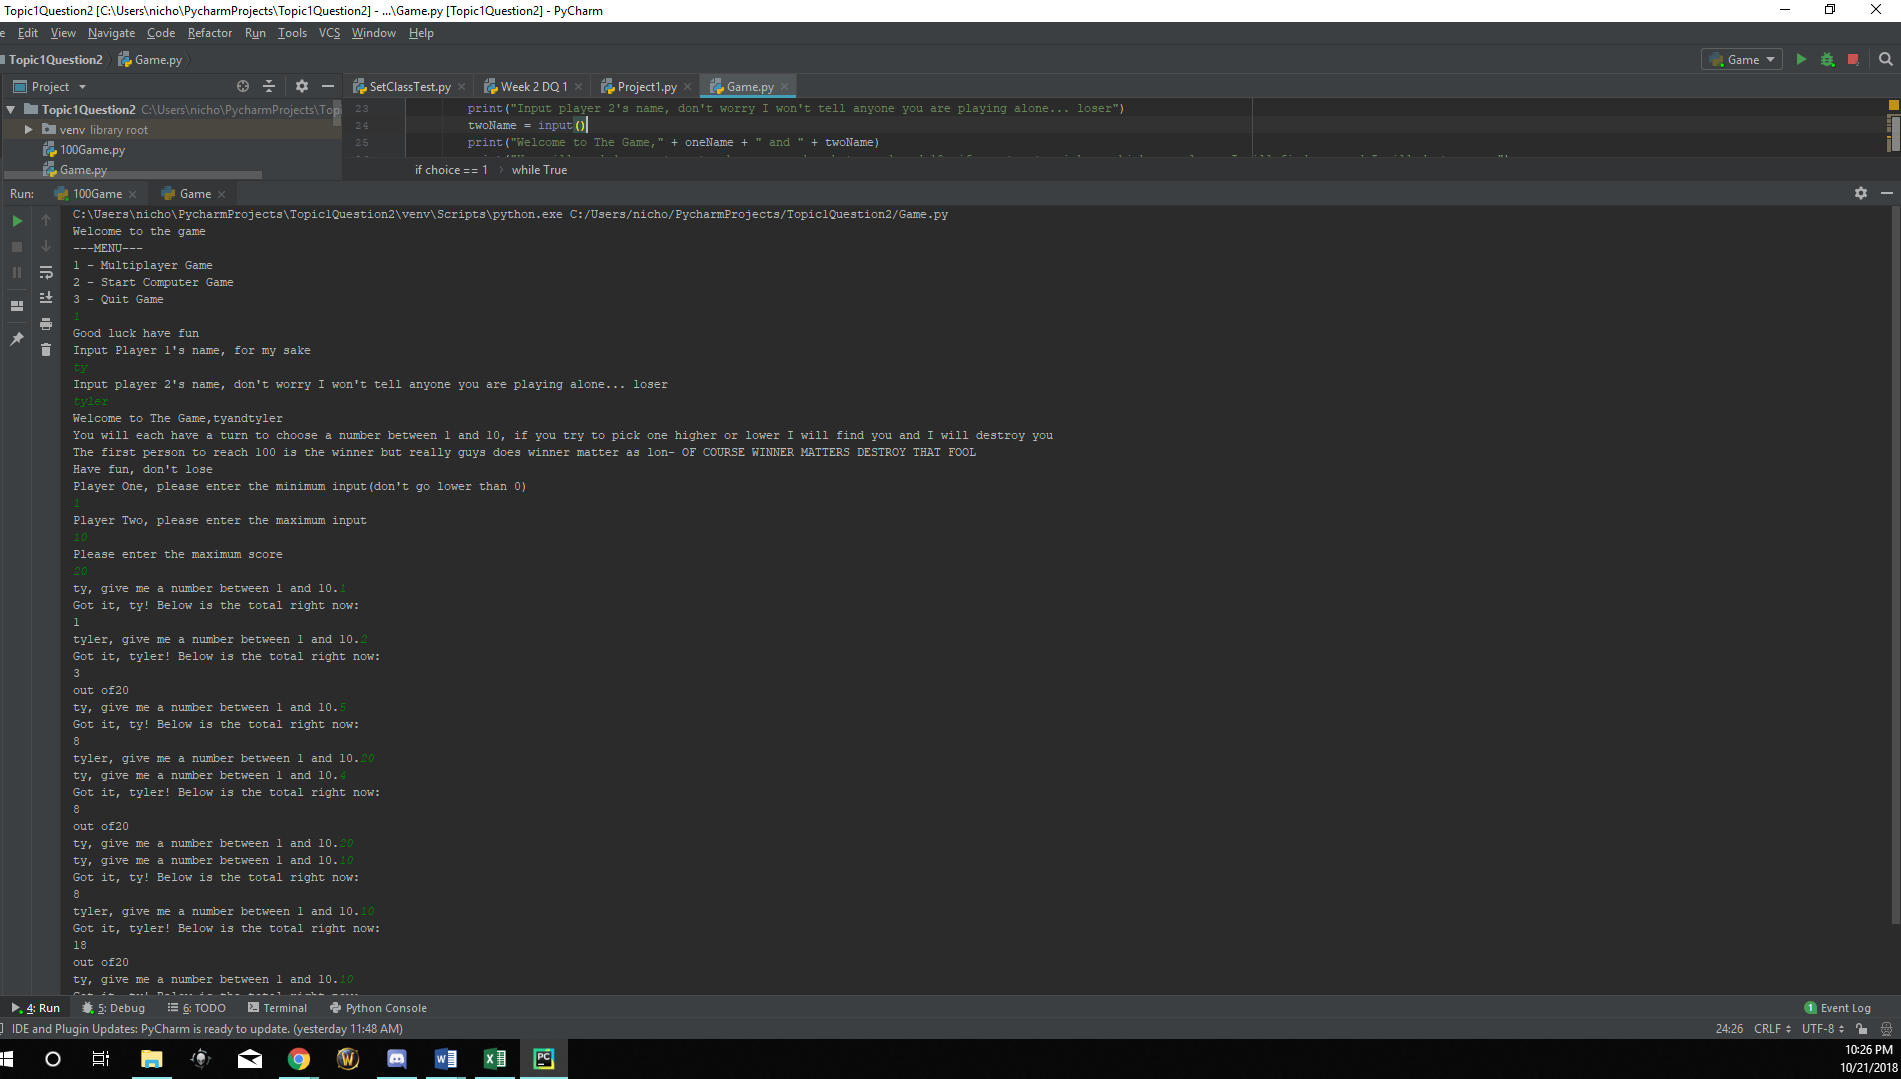 Topic1Question2 [C:\Users\nicho\PycharmProjects\Topic1Question2] - ...\Game.py [Topic1Question2] - PyCharm
e Edit View Navigate Code Refactor Run Tools VCS Window Help
Topic1Question2 Game.py Game
Project SetClassTest.py Week 2 DQ 1 Project1.py Game.py
Topic1Question2 C:\Users\nicho\PycharmProjects\Top
venv library root
100Game.py
Game.py
23 print("Input player 2's name, don't worry I won't tell anyone you are playing alone... loser")
24 twoName = input()
25 print("Welcome to The Game," + oneName + " and " + twoName)
if choice == 1 › while True
Run: 100Game Game
C:\Users\nicho\PycharmProjects\Topic1Question2\venv\Scripts\python.exe C:/Users/nicho/PycharmProjects/Topic1Question2/Game.py
Welcome to the game
---MENU---
1 - Multiplayer Game
2 - Start Computer Game
3 - Quit Game
1
Good luck have fun
Input Player 1's name, for my sake
ty
Input player 2's name, don't worry I won't tell anyone you are playing alone... loser
tyler
Welcome to The Game,tyandtyler
You will each have a turn to choose a number between 1 and 10, if you try to pick one higher or lower I will find you and I will destroy you
The first person to reach 100 is the winner but really guys does winner matter as lon- OF COURSE WINNER MATTERS DESTROY THAT FOOL
Have fun, don't lose
Player One, please enter the minimum input(don't go lower than 0)
1
Player Two, please enter the maximum input
10
Please enter the maximum score
20
ty, give me a number between 1 and 10.1
Got it, ty! Below is the total right now:
1
tyler, give me a number between 1 and 10.2
Got it, tyler! Below is the total right now:
3
out of20
ty, give me a number between 1 and 10.5
Got it, ty! Below is the total right now:
8
tyler, give me a number between 1 and 10.20
ty, give me a number between 1 and 10.4
Got it, tyler! Below is the total right now:
8
out of20
ty, give me a number between 1 and 10.20
ty, give me a number between 1 and 10.10
Got it, ty! Below is the total right now:
8
tyler, give me a number between 1 and 10.10
Got it, tyler! Below is the total right now:
18
out of20
ty, give me a number between 1 and 10.10
4: Run 5: Debug 6: TODO Terminal Python Console 1 Event Log
IDE and Plugin Updates: PyCharm is ready to update. (yesterday 11:48 AM) 24:26 CRLF UTF-8
10:26 PM
10/21/2018